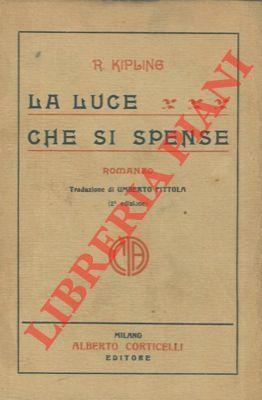 R. KIPLING
LA LUCE
CHE SI SPENSE
ROMANZO
Traduzione di UMBERTO PITTOLA
(2ª edizione)
MILANO
ALBERTO CORTICELLI
EDITORE
LIBRERIA PIANI